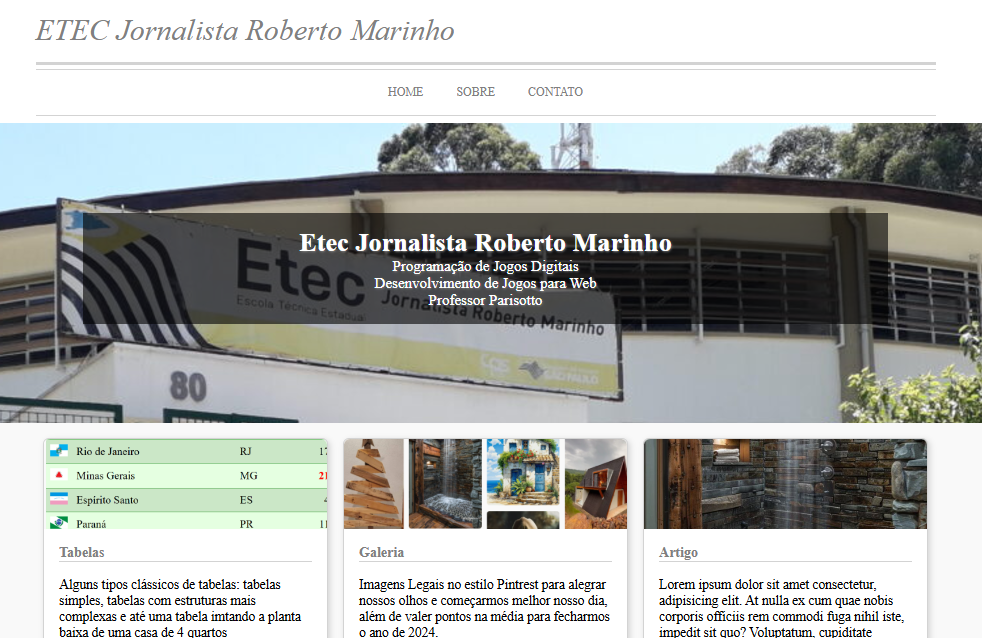 ETEC Jornalista Roberto Marinho
HOME SOBRE CONTATO
Etec Jornalista Roberto Marinho
Programação de Jogos Digitais
Desenvolvimento de Jogos para Web
Professor Parisotto
Etec
Escola Técnica Estadual
Jornalista Roberto Marinho
SÃO PAULO
80
Rio de Janeiro RJ
Minas Gerais MG
Espírito Santo ES
Paraná PR
Tabelas
Alguns tipos clássicos de tabelas: tabelas
simples, tabelas com estruturas mais
complexas e até uma tabela imtando a planta
baixa de uma casa de 4 quartos
Galeria
Imagens Legais no estilo Pintrest para alegrar
nossos olhos e começarmos melhor nosso dia,
além de valer pontos na média para fecharmos
o ano de 2024.
Artigo
Lorem ipsum dolor sit amet consectetur,
adipisicing elit. At nulla ex cum quae nobis
corporis officiis rem commodi fuga nihil iste,
impedit sit quo? Voluptatum, cupiditate